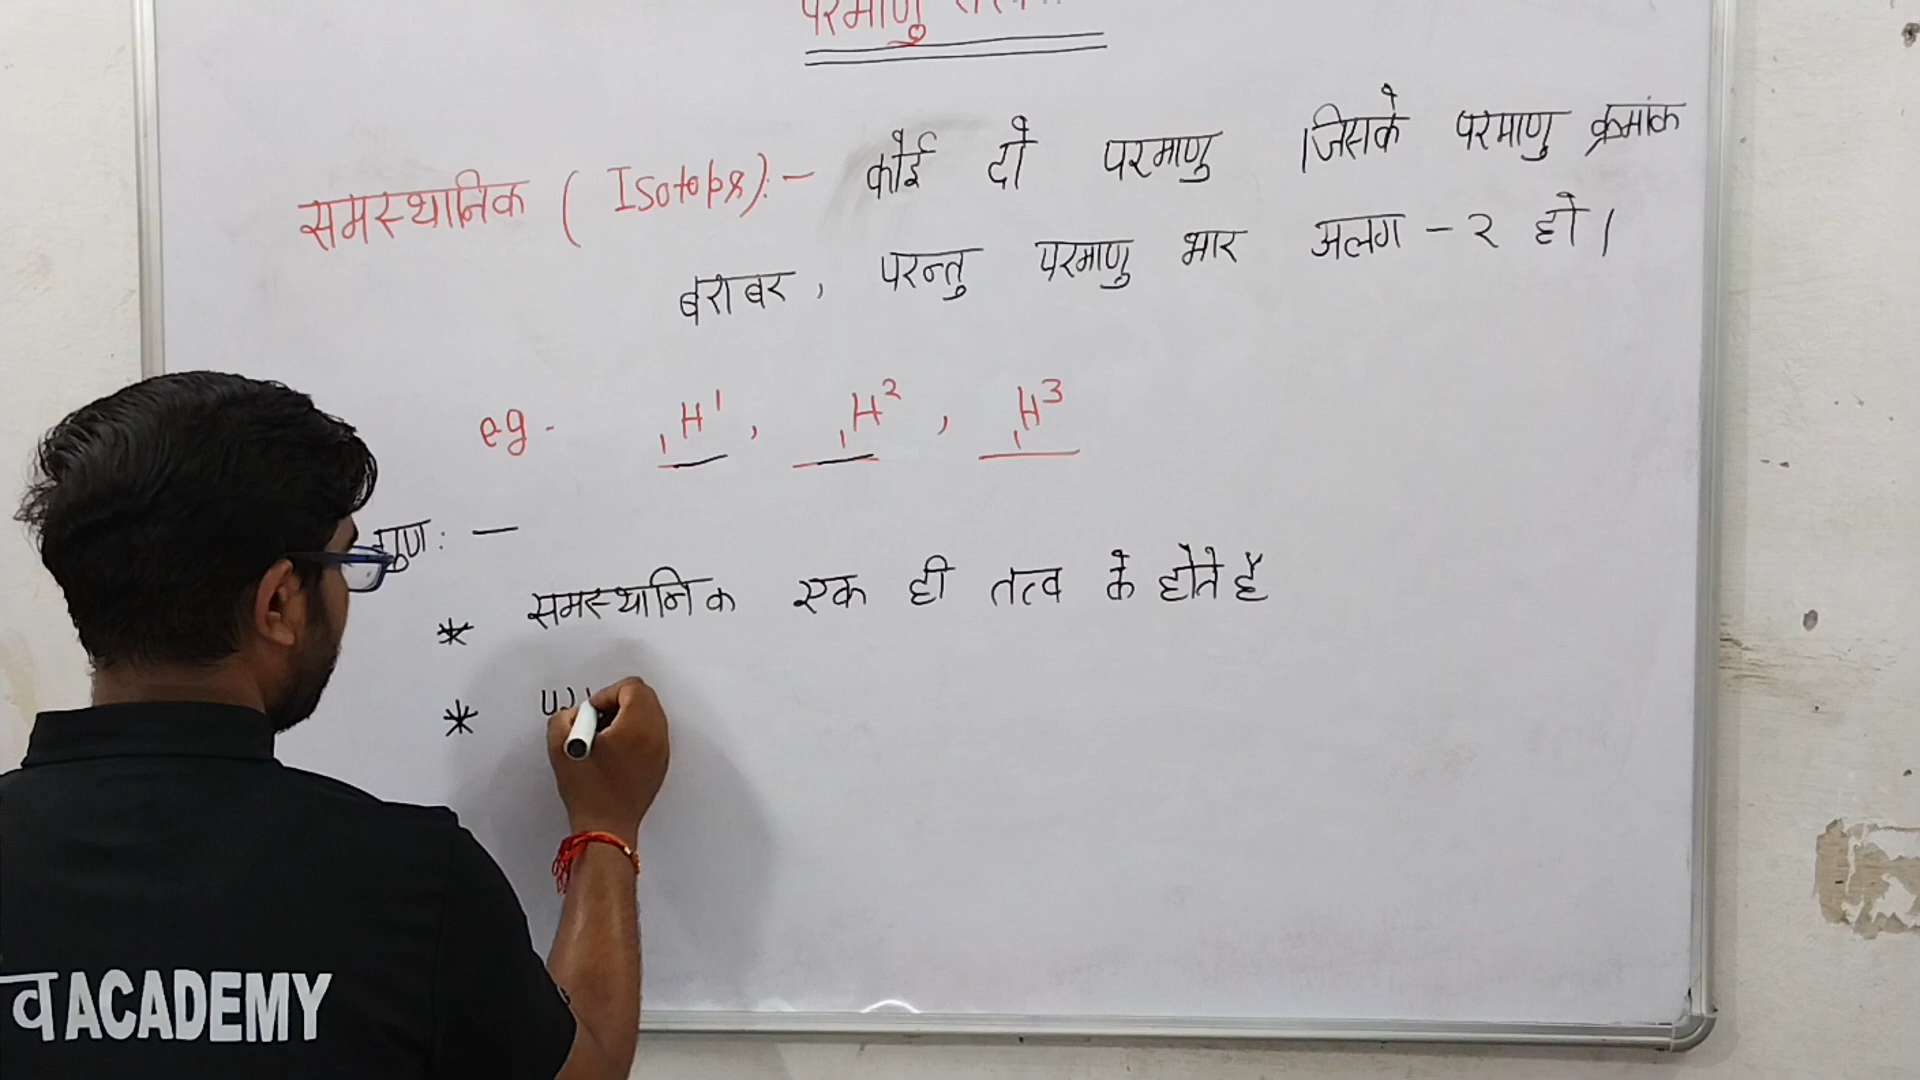 परमाणु
समस्थानिक ( Isotops) :- कोई दो परमाणु जिसके परमाणु क्रमांक
बराबर , परन्तु परमाणु भार अलग - २ हो।
eg - ₁H¹ , ₁H² , ₁H³
गुण : -
* समस्थानिक एक ही तत्व के होते है
*
व ACADEMY